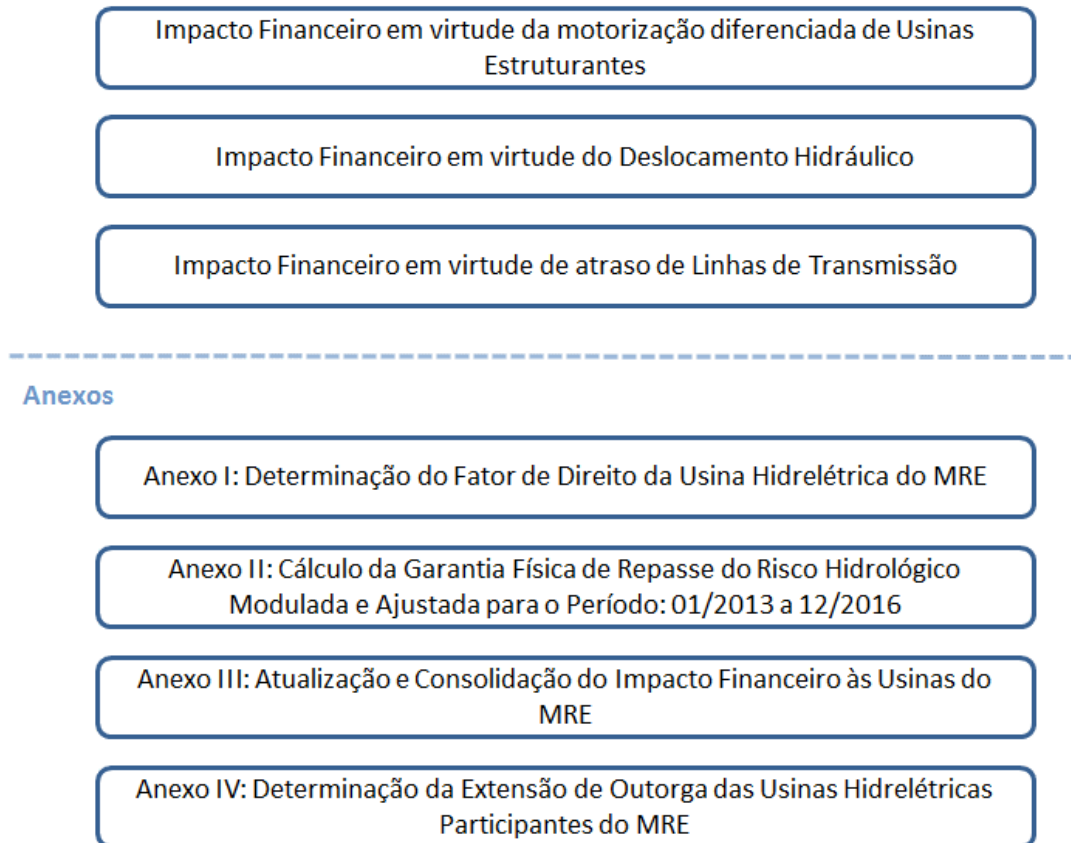 Impacto Financeiro em virtude da motorização diferenciada de Usinas
Estruturantes
Impacto Financeiro em virtude do Deslocamento Hidráulico
Impacto Financeiro em virtude de atraso de Linhas de Transmissão
Anexos
Anexo I: Determinação do Fator de Direito da Usina Hidrelétrica do MRE
Anexo II: Cálculo da Garantia Física de Repasse do Risco Hidrológico
Modulada e Ajustada para o Período: 01/2013 a 12/2016
Anexo III: Atualização e Consolidação do Impacto Financeiro às Usinas do
MRE
Anexo IV: Determinação da Extensão de Outorga das Usinas Hidrelétricas
Participantes do MRE